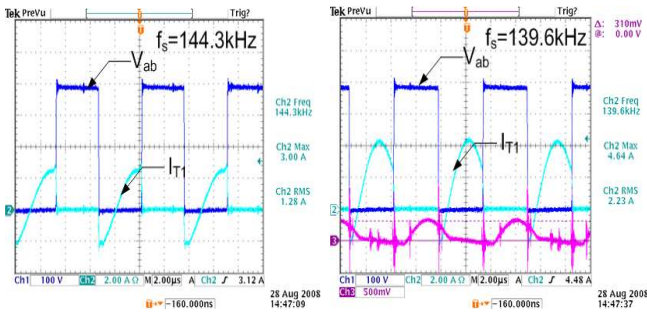 Tek PreVu
Trig?
fs=144.3kHz
Vab
IT1
Ch2 Freq
144.3kHz
Ch2 Max
3.00 A
Ch2 RMS
1.28 A
2
Ch1 100 V Ch2 2.00 A Ω M 2.00µs A Ch2 ∫ 3.12 A
-160.000ns
28 Aug 2008
14:47:09
Tek PreVu
Trig?
Δ: 310mV
@: 0.00 V
fs=139.6kHz
Vab
IT1
Ch2 Freq
139.6kHz
Ch2 Max
4.64 A
Ch2 RMS
2.23 A
2
3
Ch1 100 V Ch2 2.00 A Ω M 2.00µs A Ch2 ∫ 4.48 A
Ch3 500mV
-160.000ns
28 Aug 2008
14:47:37